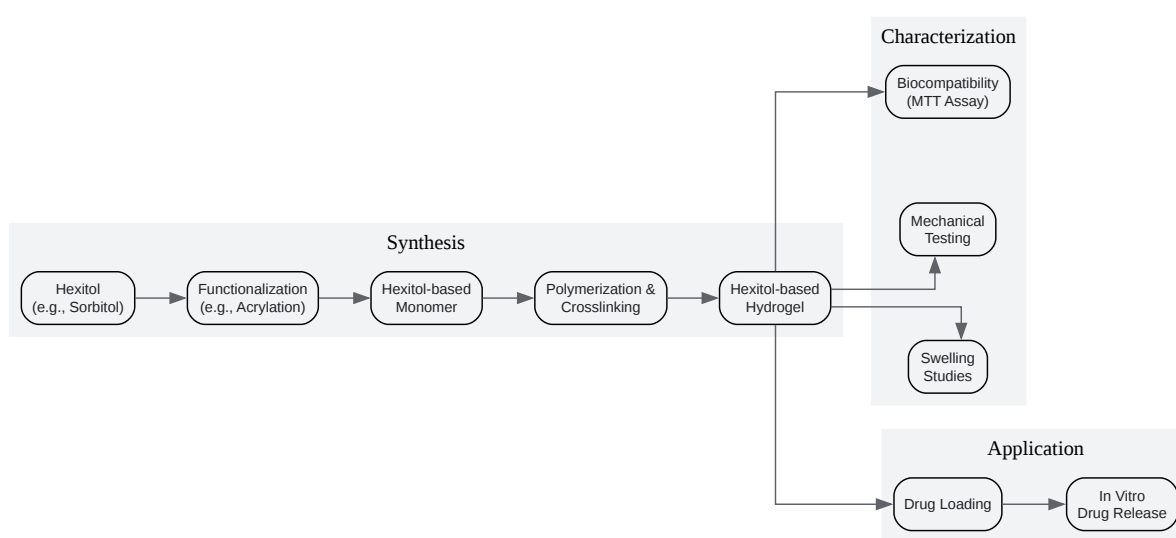 Characterization
Biocompatibility
(MTT Assay)
Mechanical
Testing
Synthesis
Hexitol
(e.g., Sorbitol)
Functionalization
(e.g., Acrylation)
Hexitol-based
Monomer
Polymerization &
Crosslinking
Hexitol-based
Hydrogel
Swelling
Studies
Application
Drug Loading
In Vitro
Drug Release